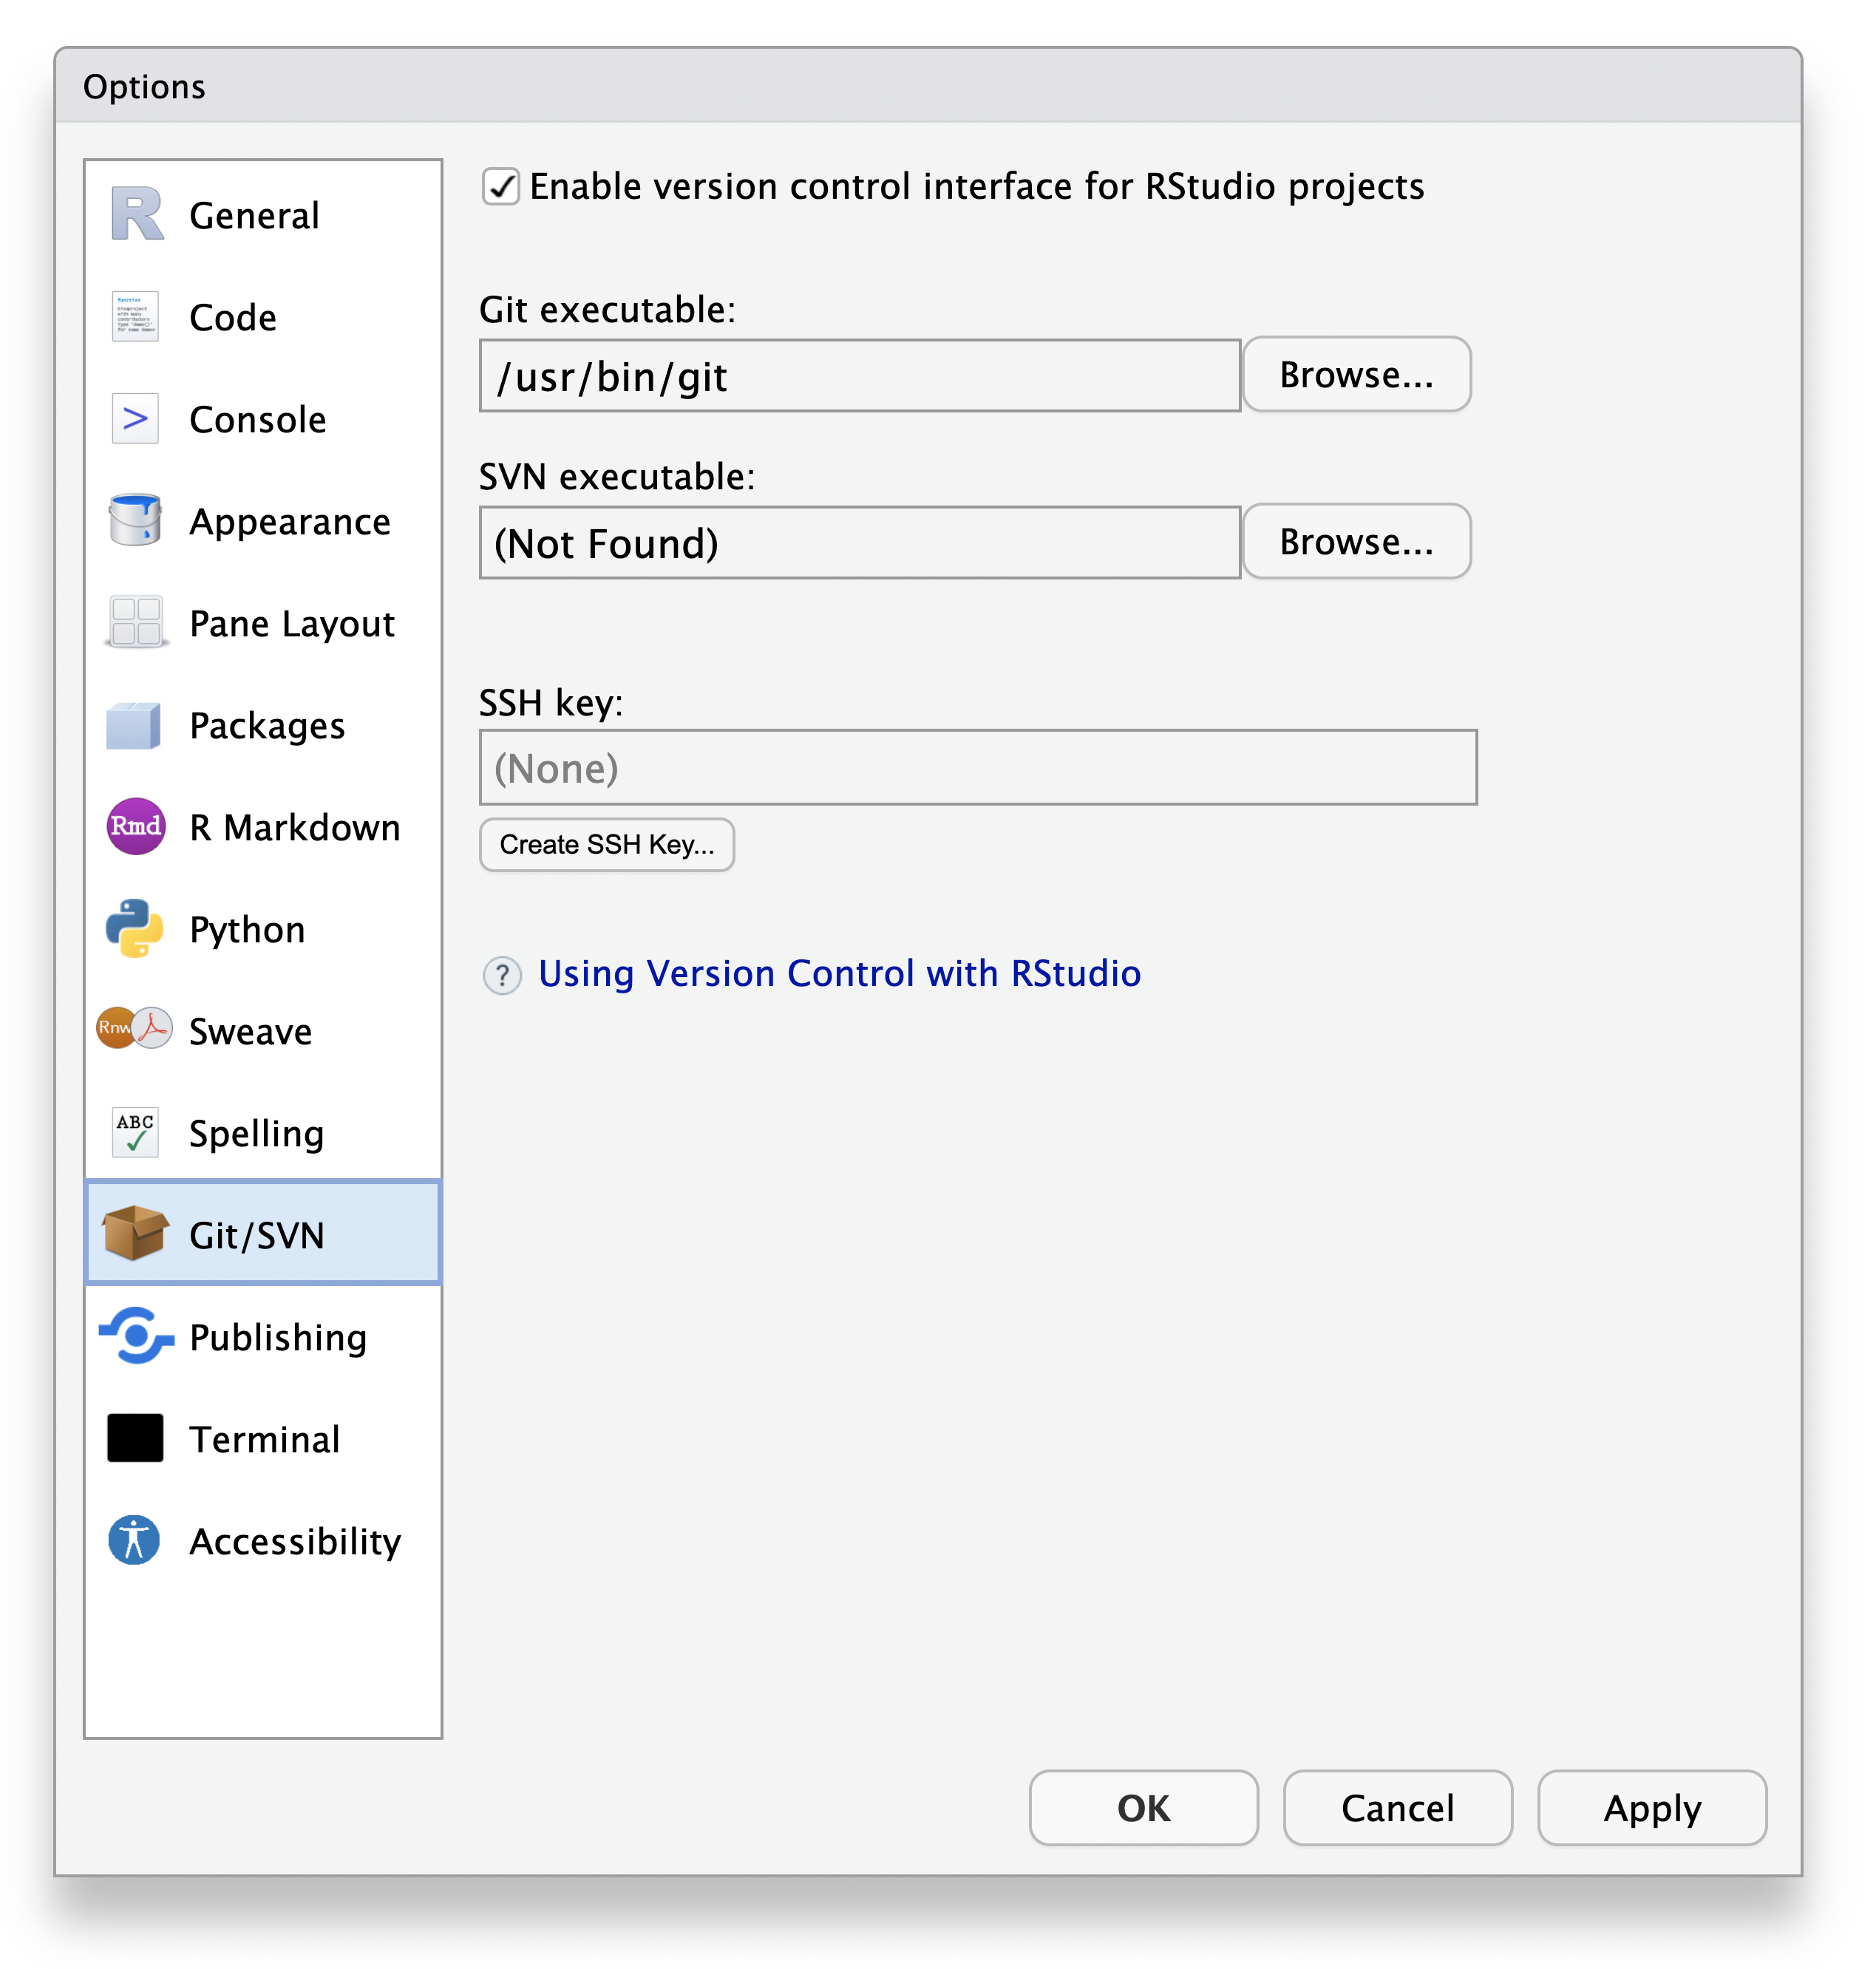 Options
General
Code
Console
Appearance
Pane Layout
Packages
Rmd R Markdown
Python
Rnw Sweave
ABC
Spelling
Git/SVN
Publishing
Terminal
Accessibility
Enable version control interface for RStudio projects
Git executable:
/usr/bin/git Browse...
SVN executable:
(Not Found) Browse...
SSH key:
(None)
Create SSH Key...
? Using Version Control with RStudio
OK Cancel Apply